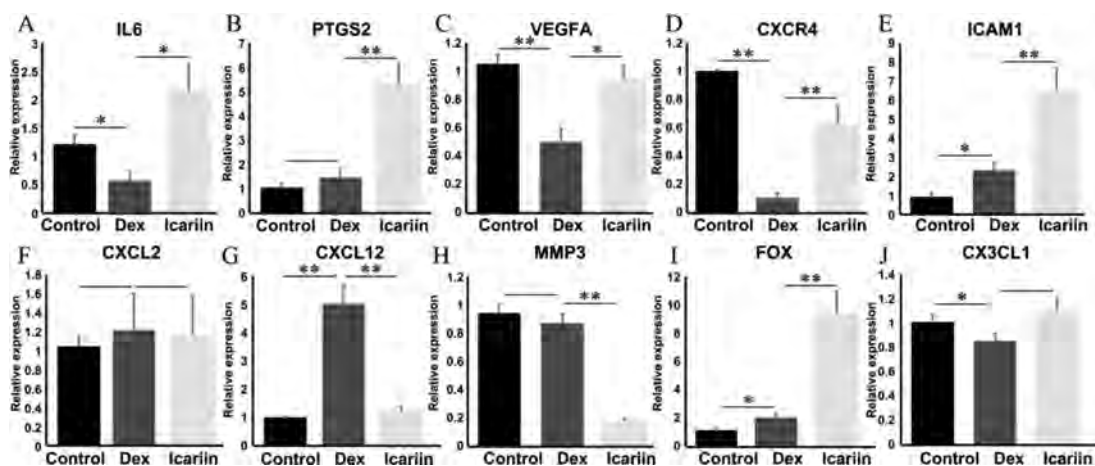 A IL6
Relative expression
3
2.5
2
1.5
1
0.5
0
* *
Control Dex Icariin
B PTGS2
Relative expression
7
6
5
4
3
2
1
0
**
Control Dex Icariin
C VEGFA
Relative expression
1.2
1
0.8
0.6
0.4
0.2
0
** *
Control Dex Icariin
D CXCR4
Relative expression
1.2
1
0.8
0.6
0.4
0.2
0
** **
Control Dex Icariin
E ICAM1
Relative expression
9
8
7
6
5
4
3
2
1
0
* **
Control Dex Icariin
F CXCL2
Relative expression
1.8
1.6
1.4
1.2
1
0.8
0.6
0.4
0.2
0
Control Dex Icariin
G CXCL12
Relative expression
7
6
5
4
3
2
1
0
** **
Control Dex Icariin
H MMP3
Relative expression
1.2
1
0.8
0.6
0.4
0.2
0
**
Control Dex Icariin
I FOX
Relative expression
12
10
8
6
4
2
0
* **
Control Dex Icariin
J CX3CL1
Relative expression
1.4
1.2
1
0.8
0.6
0.4
0.2
0
*
Control Dex Icariin